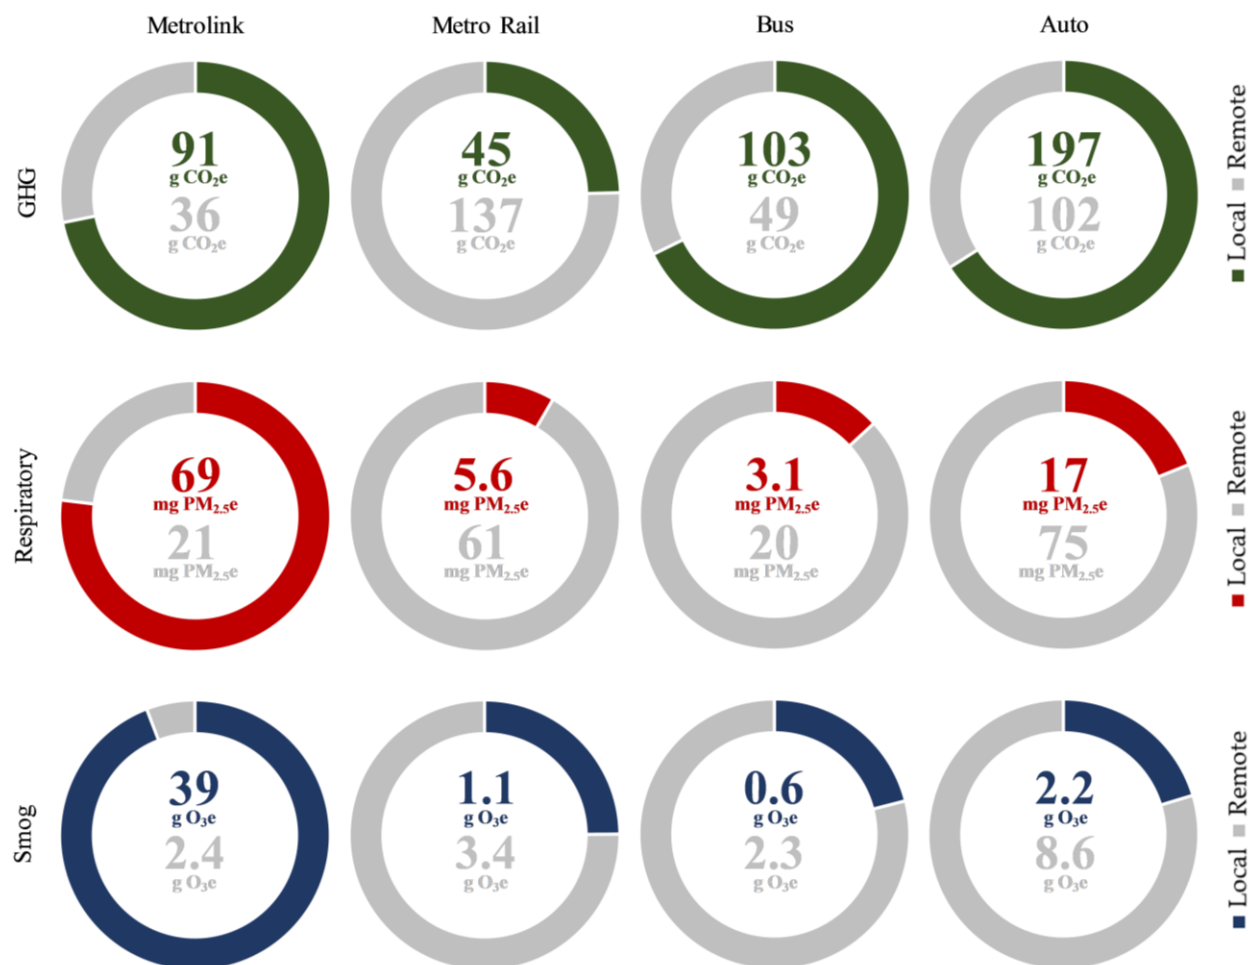 Metrolink
Metro Rail
Bus
Auto
GHG
91
g CO₂e
36
g CO₂e
45
g CO₂e
137
g CO₂e
103
g CO₂e
49
g CO₂e
197
g CO₂e
102
g CO₂e
Local Remote
Respiratory
69
mg PM₂.₅e
21
mg PM₂.₅e
5.6
mg PM₂.₅e
61
mg PM₂.₅e
3.1
mg PM₂.₅e
20
mg PM₂.₅e
17
mg PM₂.₅e
75
mg PM₂.₅e
Local Remote
Smog
39
g O₃e
2.4
g O₃e
1.1
g O₃e
3.4
g O₃e
0.6
g O₃e
2.3
g O₃e
2.2
g O₃e
8.6
g O₃e
Local Remote